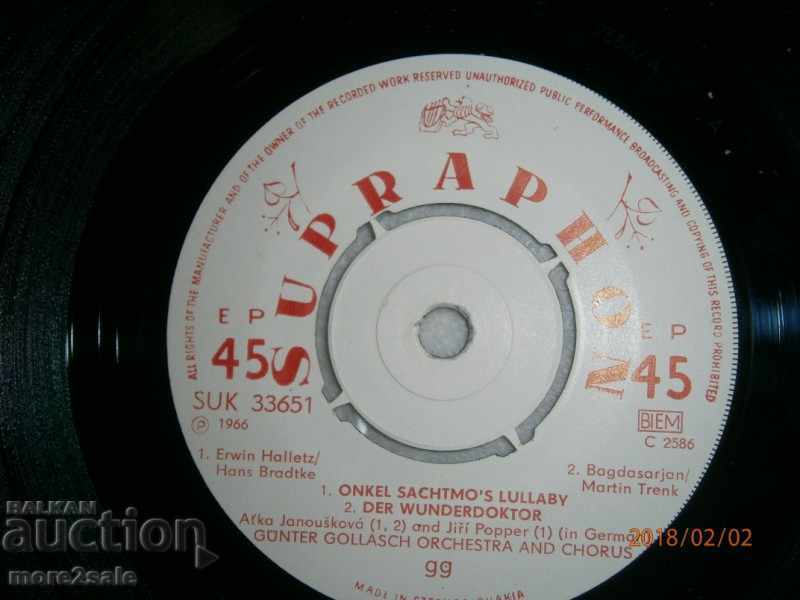 ALL RIGHTS OF THE MANUFACTURER AND OF THE OWNER OF THE RECORDED WORK RESERVED UNAUTHORIZED PUBLIC PERFORMANCE BROADCASTING AND COPYING OF THIS RECORD PROHIBITED
SUPRAPHON
EP
45
EP
45
SUK 33651
Ⓟ 1966
BIEM
C 2586
1. Erwin Halletz/
Hans Bradtke
2. Bagdasarjan/
Martin Trenk
1. ONKEL SACHTMO'S LULLABY
2. DER WUNDERDOKTOR
Aťka Janoušková (1, 2) and Jiří Popper (1) (in German)
GÜNTER GOLLASCH ORCHESTRA AND CHORUS
gg
MADE IN
2018/02/02
BALKAN
auction
more2sale